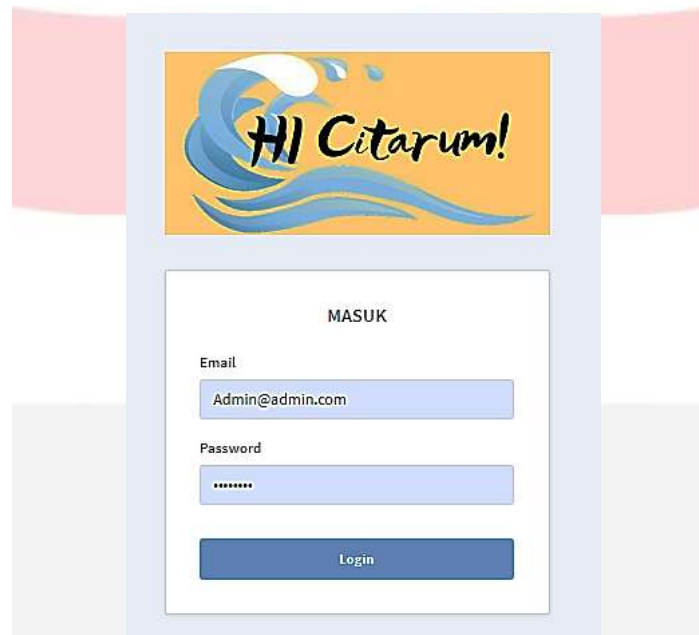 HI Citarum!
MASUK
Email
Admin@admin.com
Password
••••••••
Login